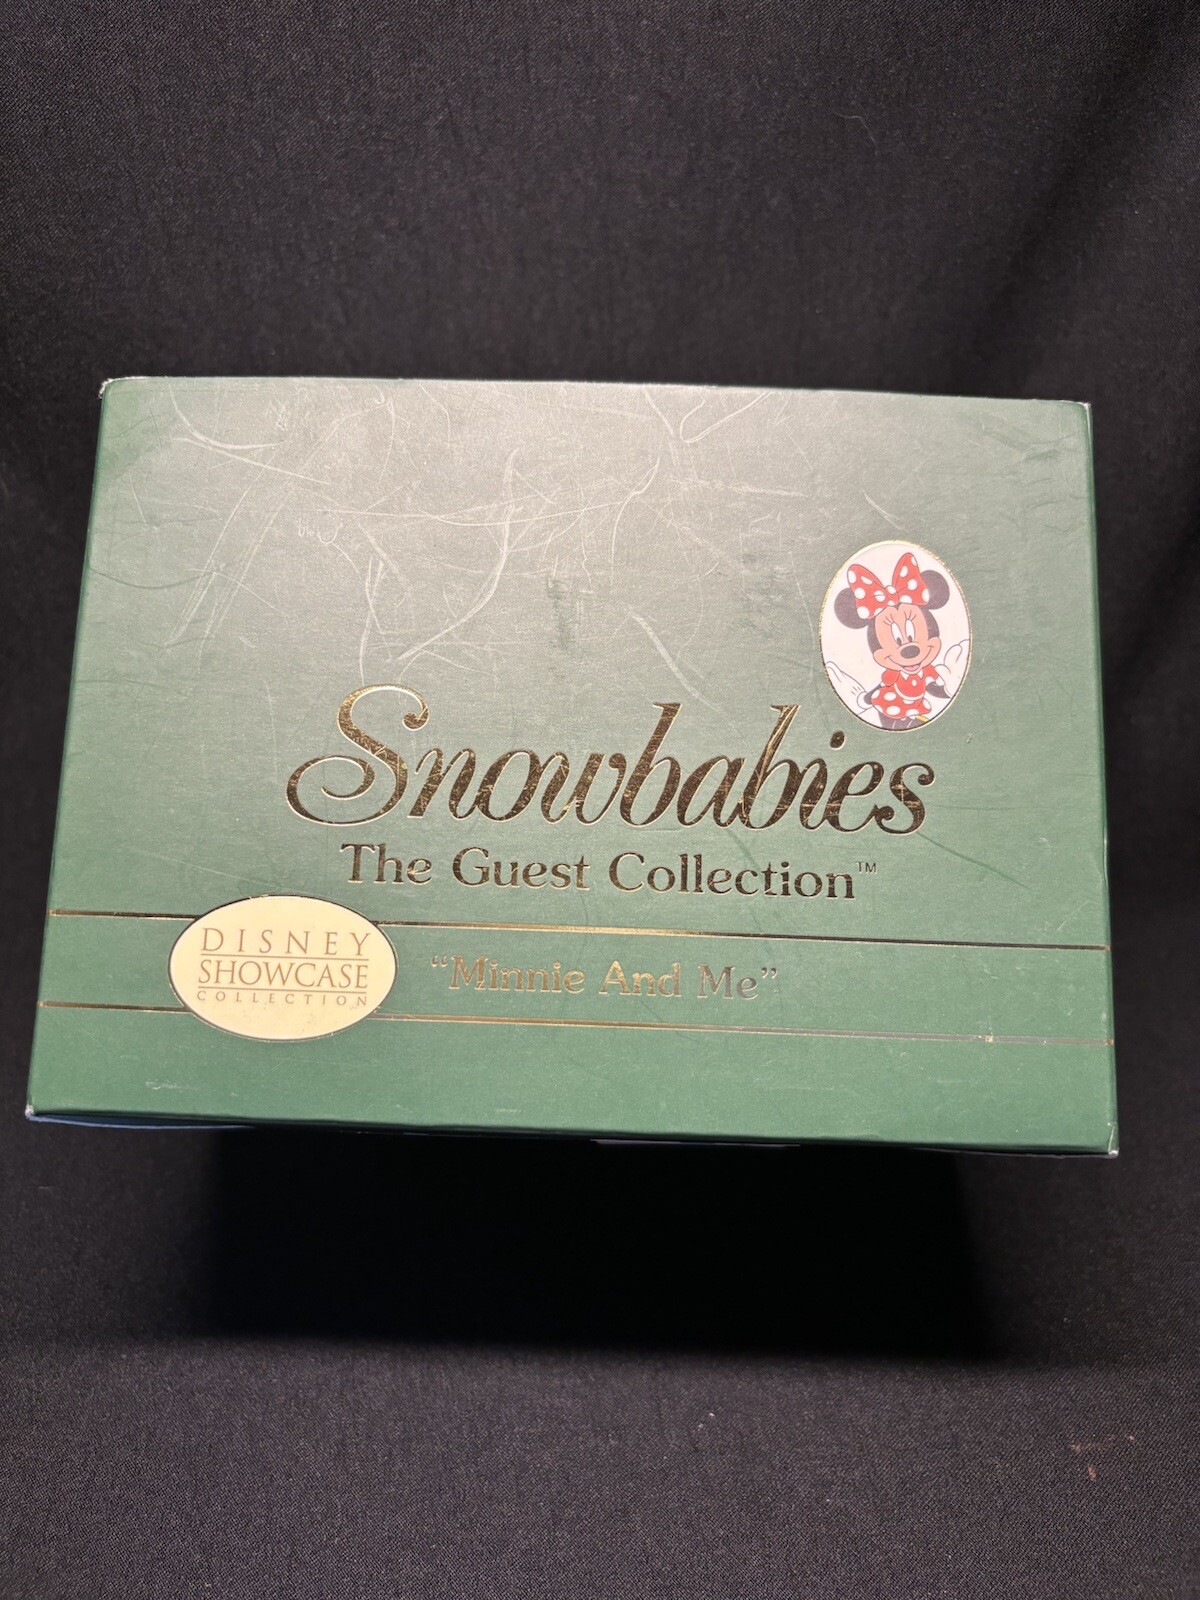 Snowbabies
The Guest Collection™
DISNEY
SHOWCASE
COLLECTION
"Minnie And Me"